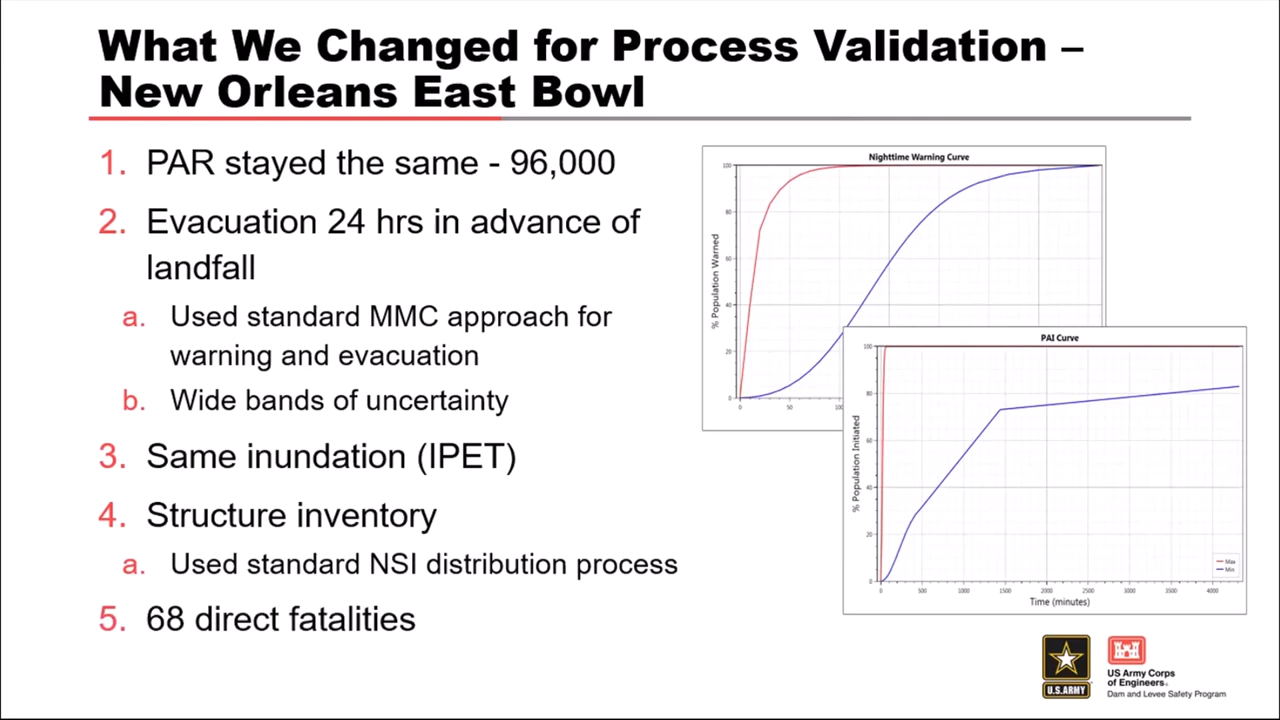 What We Changed for Process Validation –
New Orleans East Bowl
1. PAR stayed the same - 96,000
2. Evacuation 24 hrs in advance of
landfall
a. Used standard MMC approach for
warning and evacuation
b. Wide bands of uncertainty
3. Same inundation (IPET)
4. Structure inventory
a. Used standard NSI distribution process
5. 68 direct fatalities
Nighttime Warning Curve
% Population Warned
100
80
60
40
20
0
0 50 100
PAI Curve
% Population Initiated
100
80
60
40
20
0
0 500 1000 1500 2000 2500 3000 3500 4000
Time (minutes)
Max
Min
U.S.ARMY
US Army Corps
of Engineers®
Dam and Levee Safety Program